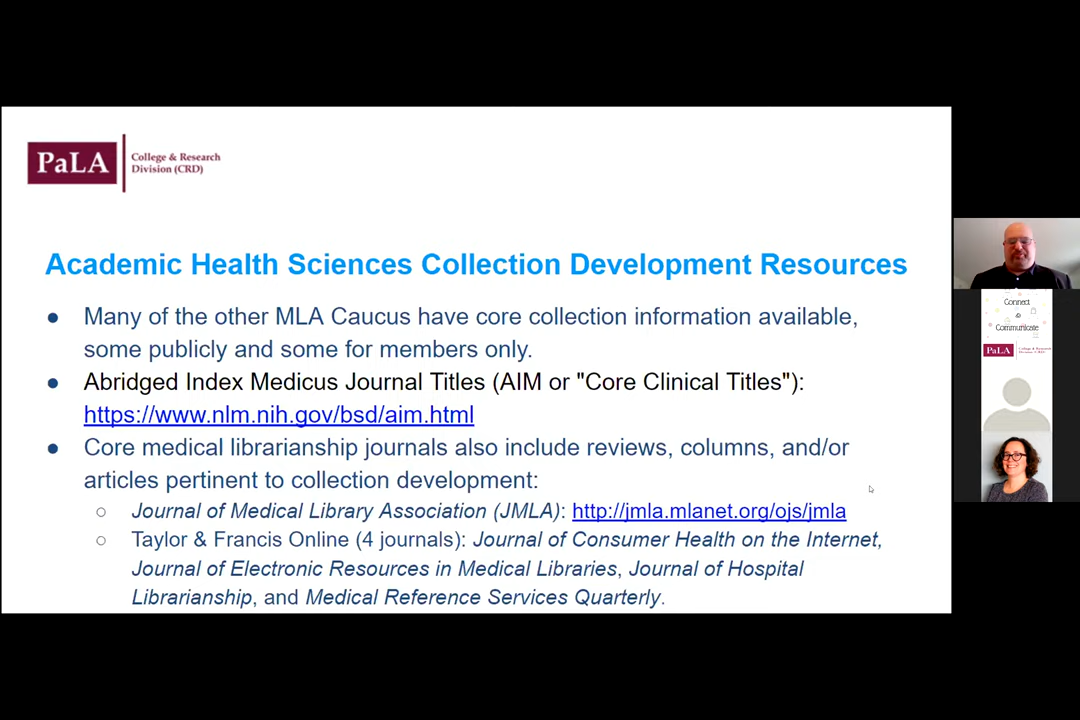 PaLA
College & Research
Division (CRD)
Academic Health Sciences Collection Development Resources
● Many of the other MLA Caucus have core collection information available,
some publicly and some for members only.
● Abridged Index Medicus Journal Titles (AIM or "Core Clinical Titles"):
https://www.nlm.nih.gov/bsd/aim.html
● Core medical librarianship journals also include reviews, columns, and/or
articles pertinent to collection development:
○ Journal of Medical Library Association (JMLA): http://jmla.mlanet.org/ojs/jmla
○ Taylor & Francis Online (4 journals): Journal of Consumer Health on the Internet,
Journal of Electronic Resources in Medical Libraries, Journal of Hospital
Librarianship, and Medical Reference Services Quarterly.
Connect
Communicate
PaLA
College & Research
Division (CRD)